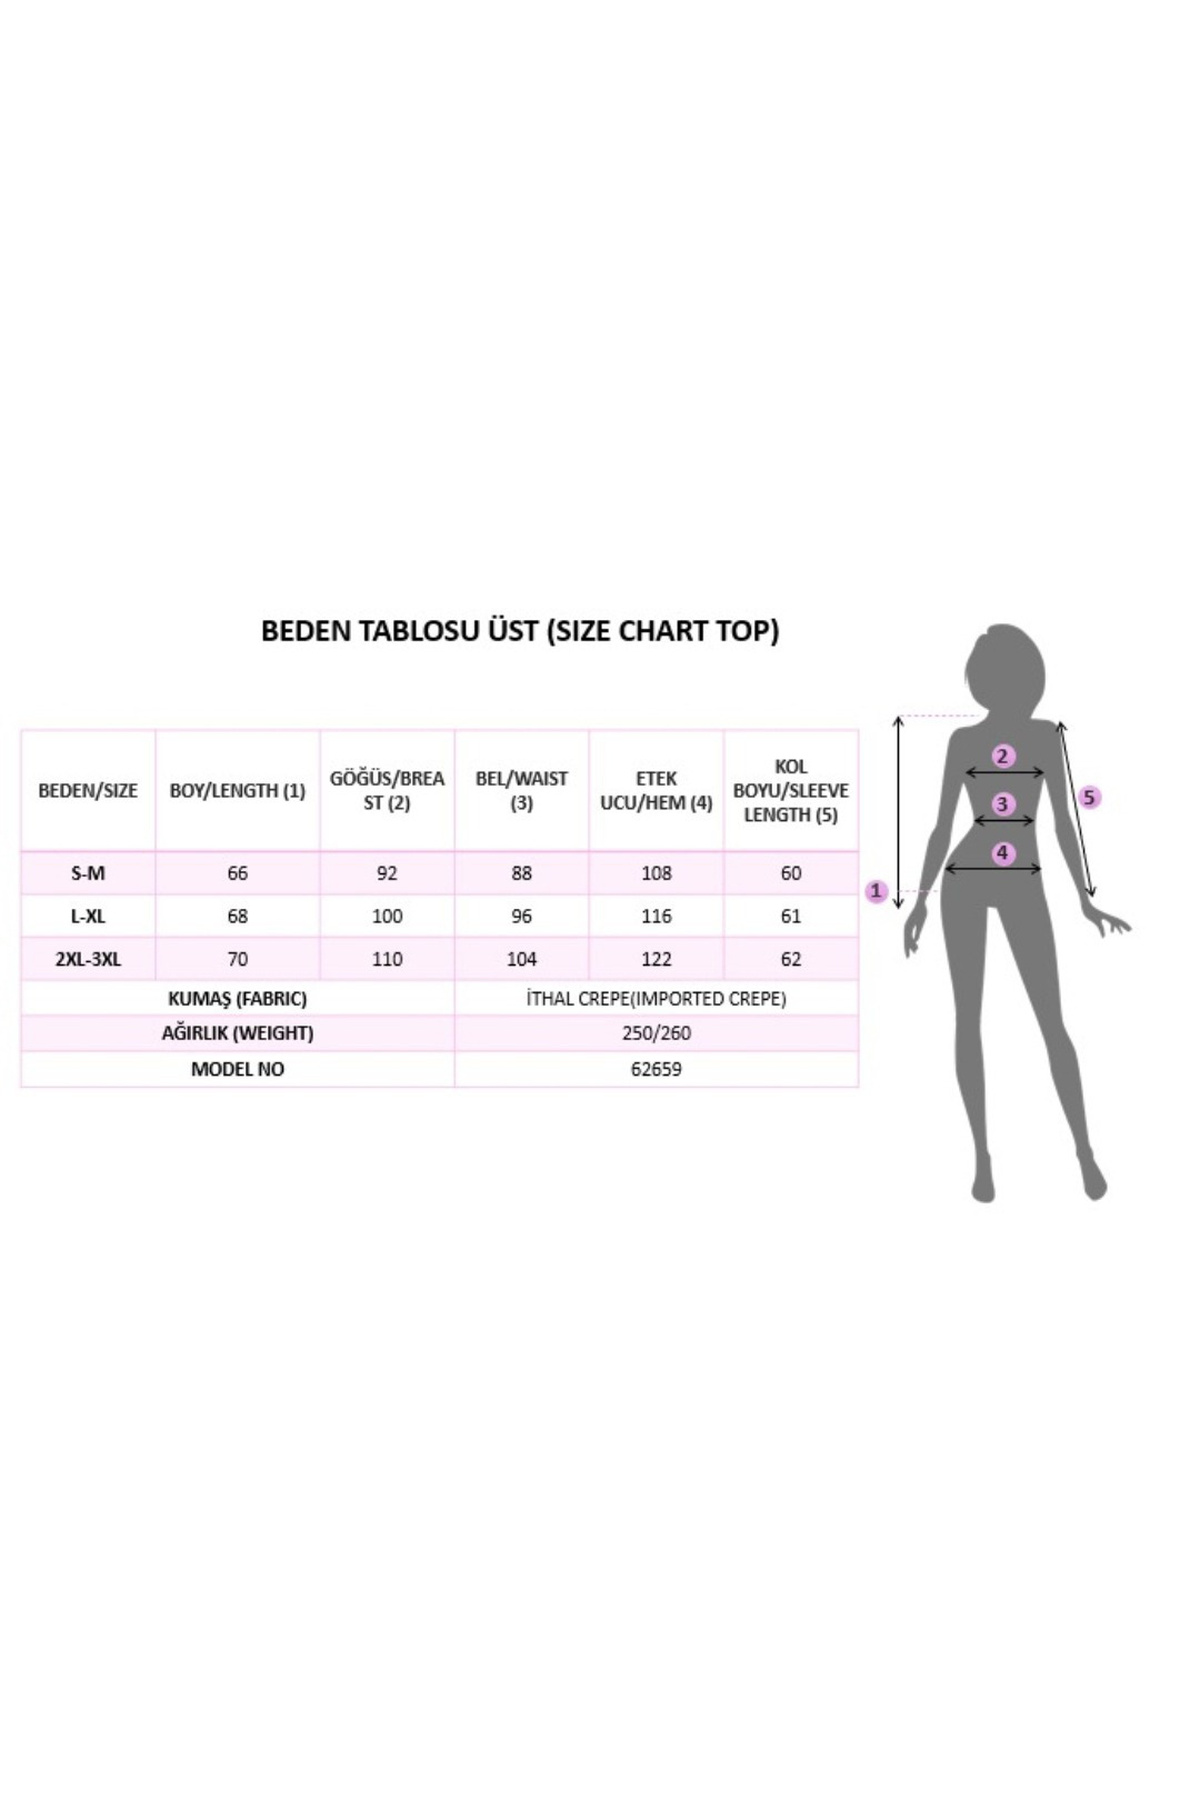 BEDEN TABLOSU ÜST (SIZE CHART TOP)
BEDEN/SIZE
BOY/LENGTH (1)
GÖĞÜS/BREA
ST (2)
BEL/WAIST
(3)
ETEK
UCU/HEM (4)
KOL
BOYU/SLEEVE
LENGTH (5)
S-M 66 92 88 108 60
L-XL 68 100 96 116 61
2XL-3XL 70 110 104 122 62
KUMAŞ (FABRIC) İTHAL CREPE(IMPORTED CREPE)
AĞIRLIK (WEIGHT) 250/260
MODEL NO 62659
2
3
5
4
1